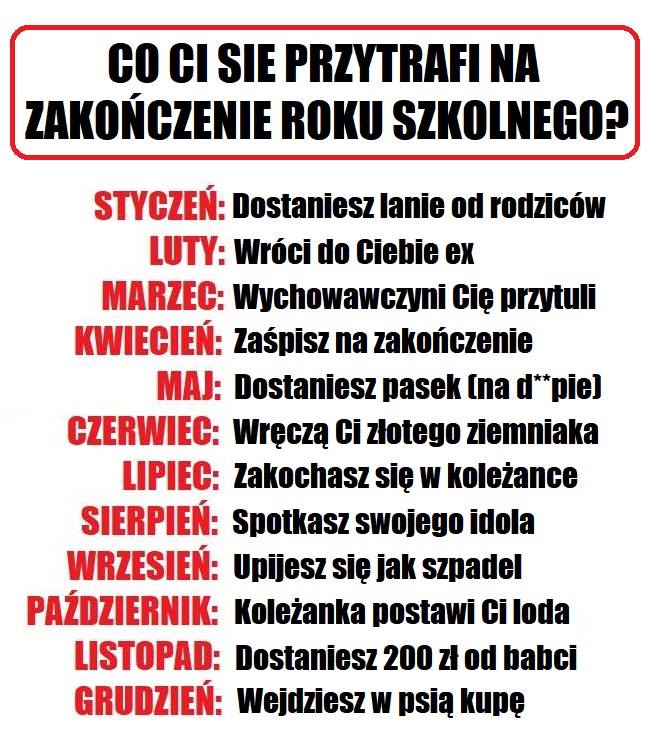 CO CI SIE PRZYTRAFI NA
ZAKOŃCZENIE ROKU SZKOLNEGO?
STYCZEŃ: Dostaniesz lanie od rodziców
LUTY: Wróci do Ciebie ex
MARZEC: Wychowawczyni Cię przytuli
KWIECIEŃ: Zaśpisz na zakończenie
MAJ: Dostaniesz pasek (na d**pie)
CZERWIEC: Wręczą Ci złotego ziemniaka
LIPIEC: Zakochasz się w koleżance
SIERPIEŃ: Spotkasz swojego idola
WRZESIEŃ: Upijesz się jak szpadel
PAŹDZIERNIK: Koleżanka postawi Ci loda
LISTOPAD: Dostaniesz 200 zł od babci
GRUDZIEŃ: Wejdziesz w psią kupę